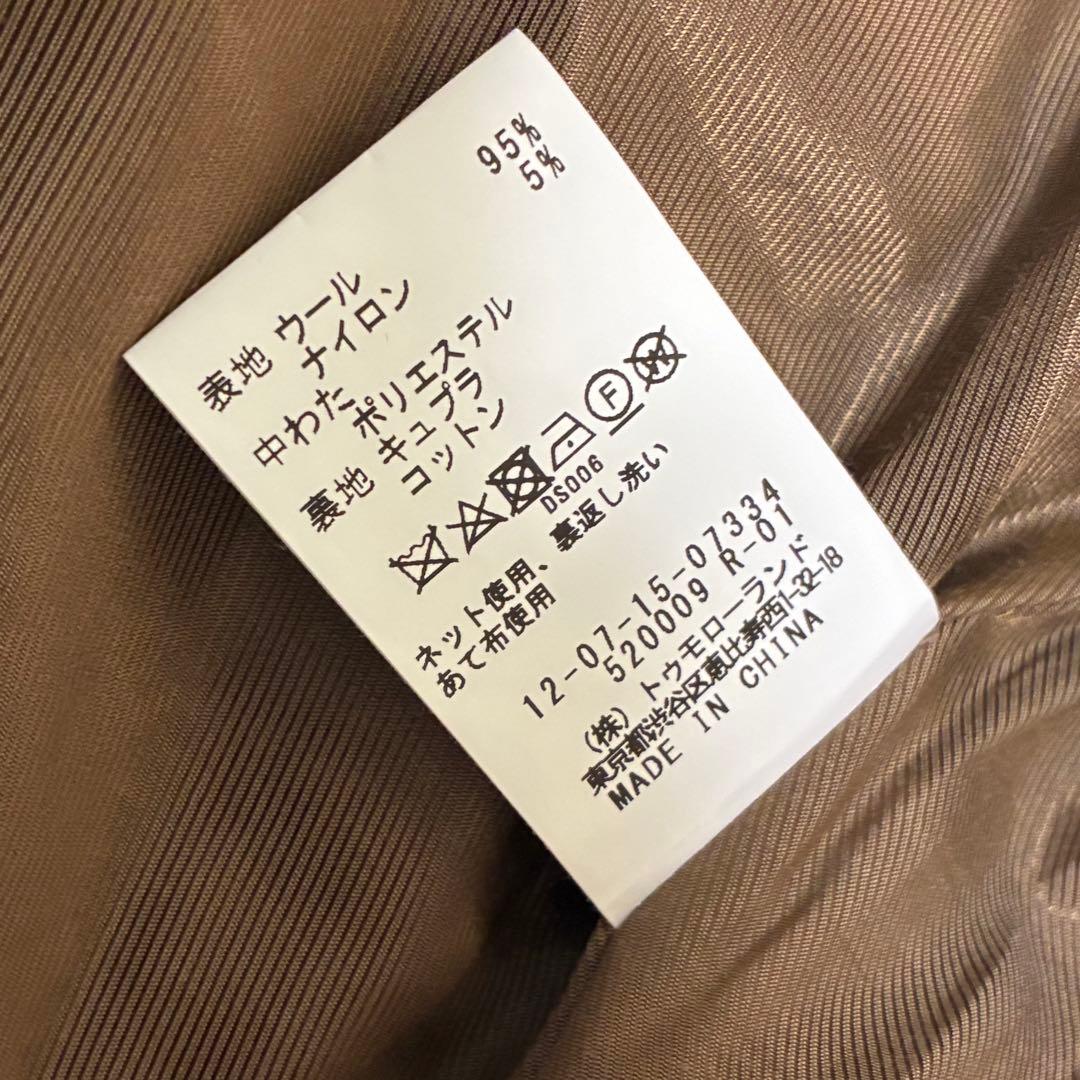 表地 ウール 95%
ナイロン 5%
中わた
ポリエステル
裏地 キュプラ
コットン
F W
DS006
ネット使用、裏返し洗い
あて布使用
12-07-15-07334
520009 R-01
(株) トゥモローランド
東京都渋谷区恵比寿西1-32-18
MADE IN CHINA